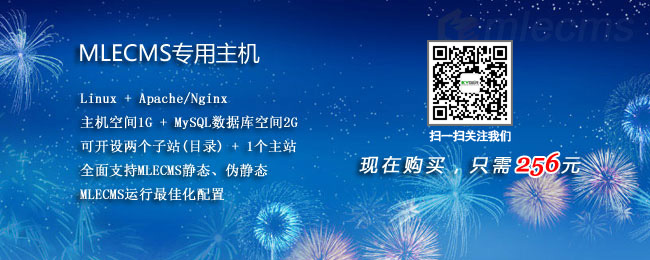 mlecms
MLECMS专用主机
Linux + Apache/Nginx
主机空间1G + MySQL数据库空间2G
可开设两个子站(目录) + 1个主站
全面支持MLECMS静态、伪静态
MLECMS运行最佳化配置
扫一扫关注我们
现在购买，只需256元